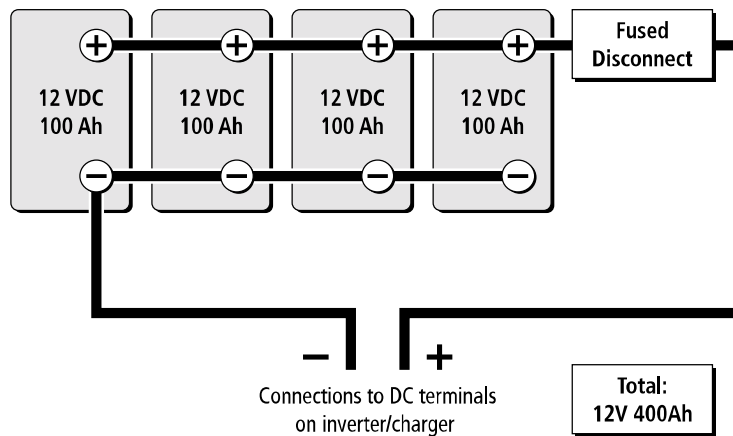 + + + +
Fused
Disconnect
12 VDC
100 Ah
12 VDC
100 Ah
12 VDC
100 Ah
12 VDC
100 Ah
− − − −
− +
Connections to DC terminals
on inverter/charger
Total:
12V 400Ah